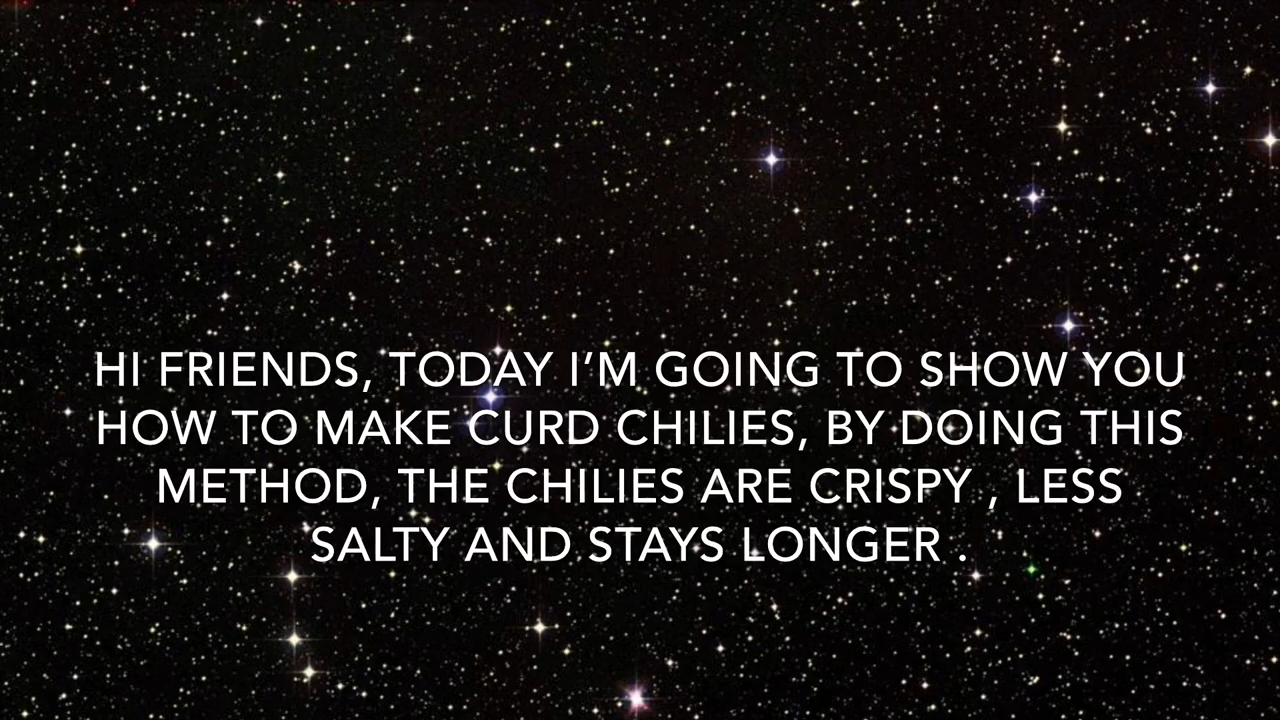 HI FRIENDS, TODAY I’M GOING TO SHOW YOU
HOW TO MAKE CURD CHILIES, BY DOING THIS
METHOD, THE CHILIES ARE CRISPY , LESS
SALTY AND STAYS LONGER .